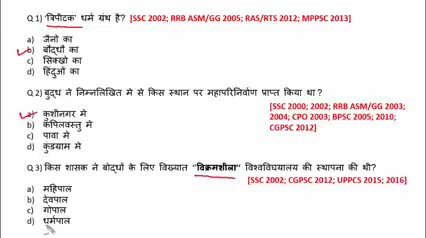 Q 1) 'त्रिपीटक' धर्म ग्रंथ है? [SSC 2002; RRB ASM/GG 2005; RAS/RTS 2012; MPPSC 2013]
a) जैनों का
b) बौद्धों का
c) सिक्खो का
d) हिंदुओं का
Q 2) बुद्ध ने निम्नलिखित मे से किस स्थान पर महापरिनिर्वाण प्राप्त किया था?
[SSC 2000; 2002; RRB ASM/GG 2003; 2004; CPO 2003; BPSC 2005; 2010; CGPSC 2012]
a) कुशीनगर मे
b) कपिलवस्तु मे
c) पावा मे
d) कुंडग्राम मे
Q 3) किस शासक ने बोद्धों के लिए विख्यात "विक्रमशीला" विश्वविघयालय की स्थापना की थी?
[SSC 2002; CGPSC 2012; UPPCS 2015; 2016]
a) महिपाल
b) देवपाल
c) गोपाल
d) धर्मपाल